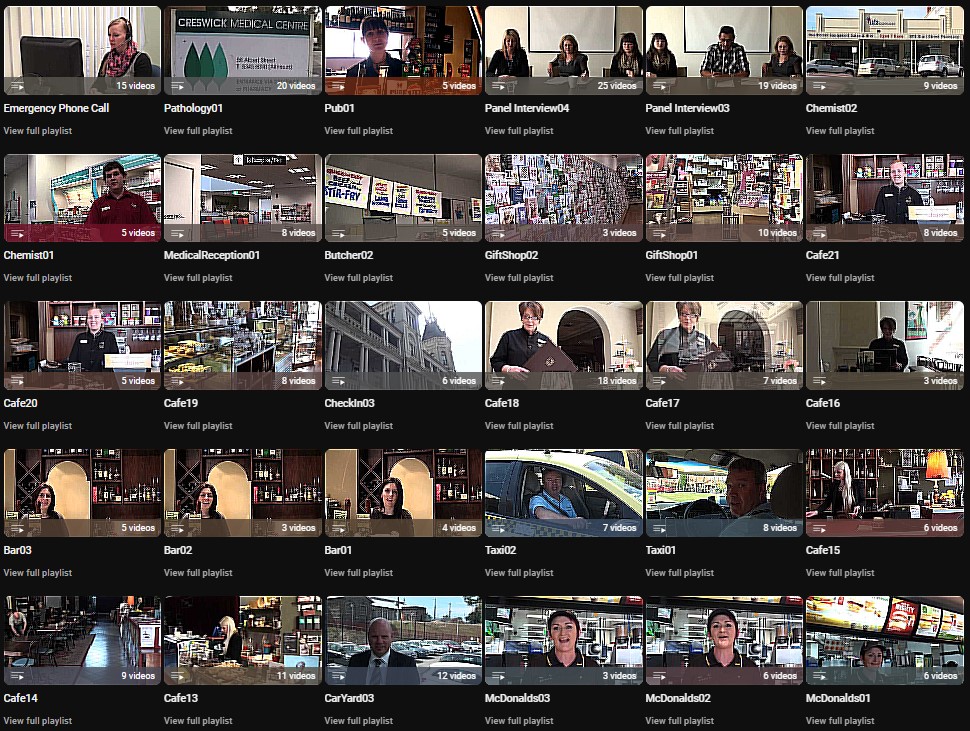 CRESWICK MEDICAL CENTRE
15 videos
20 videos
5 videos
25 videos
19 videos
9 videos
Emergency Phone Call
Pathology01
Pub01
Panel Interview04
Panel Interview03
Chemist02
View full playlist
View full playlist
View full playlist
View full playlist
View full playlist
View full playlist
STIR-FRY
5 videos
8 videos
5 videos
3 videos
10 videos
8 videos
Chemist01
MedicalReception01
Butcher02
GiftShop02
GiftShop01
Cafe21
View full playlist
View full playlist
View full playlist
View full playlist
View full playlist
View full playlist
5 videos
8 videos
6 videos
18 videos
7 videos
3 videos
Cafe20
Cafe19
CheckIn03
Cafe18
Cafe17
Cafe16
View full playlist
View full playlist
View full playlist
View full playlist
View full playlist
View full playlist
5 videos
3 videos
4 videos
7 videos
8 videos
6 videos
Bar03
Bar02
Bar01
Taxi02
Taxi01
Cafe15
View full playlist
View full playlist
View full playlist
View full playlist
View full playlist
View full playlist
9 videos
11 videos
12 videos
3 videos
6 videos
6 videos
Cafe14
Cafe13
CarYard03
McDonalds03
McDonalds02
McDonalds01
View full playlist
View full playlist
View full playlist
View full playlist
View full playlist
View full playlist